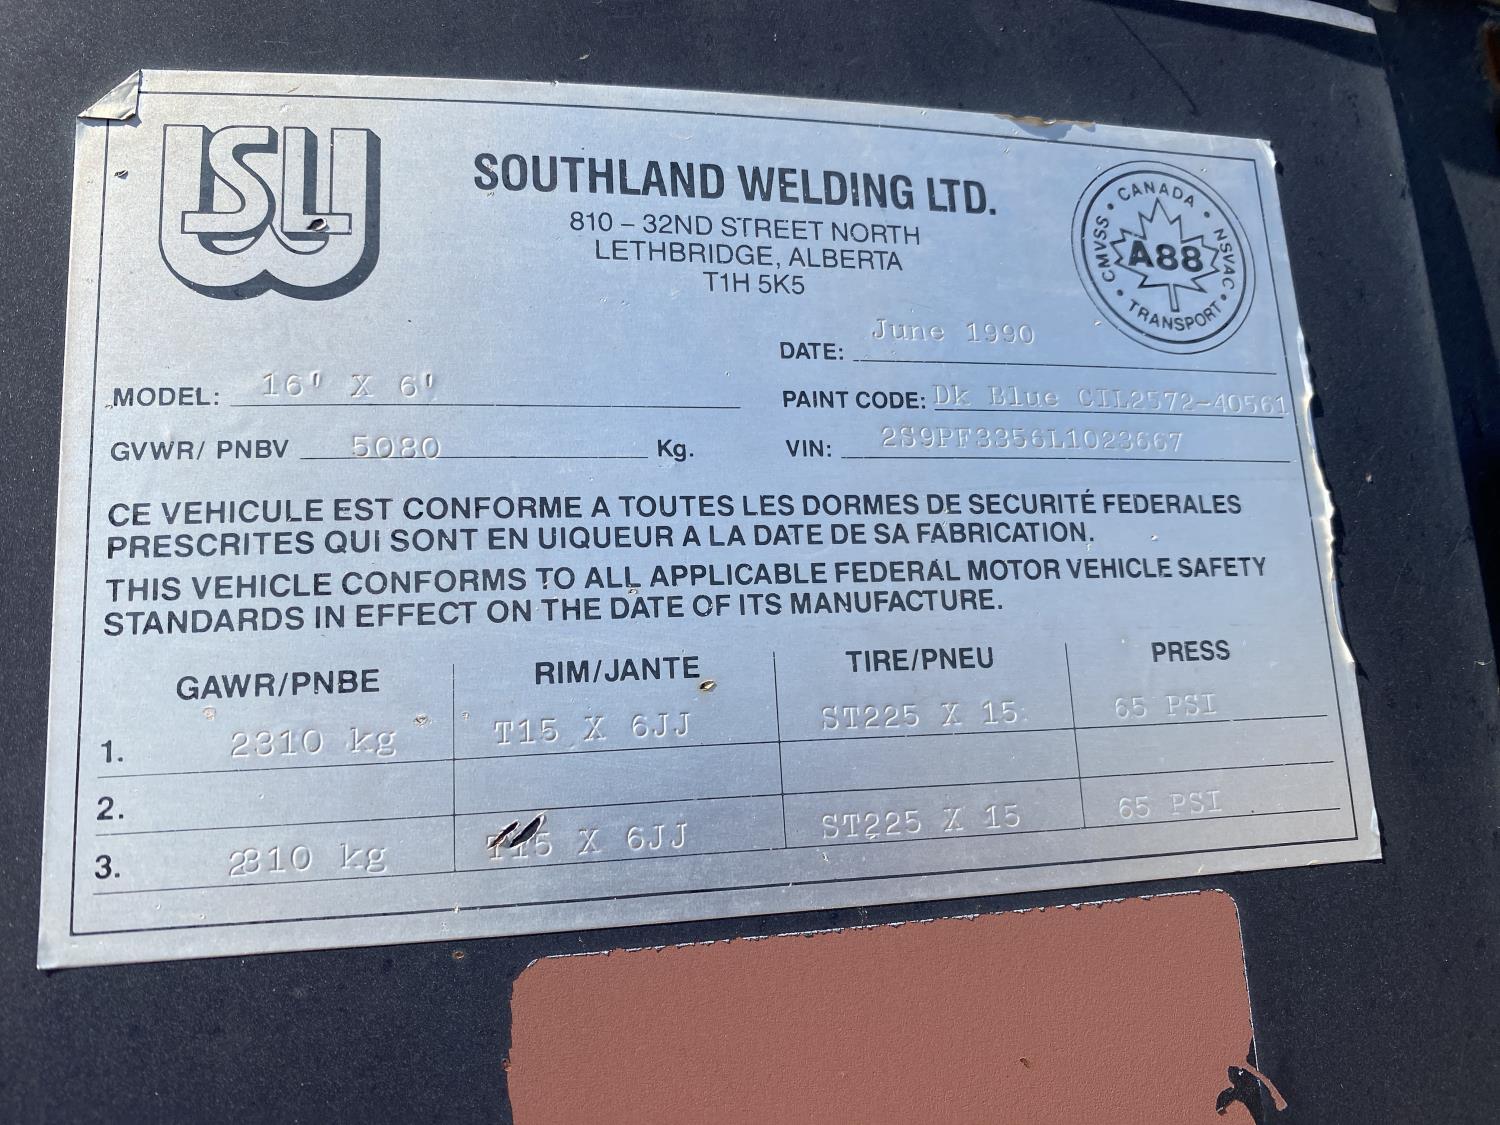 SLW
SOUTHLAND WELDING LTD.
810 – 32ND STREET NORTH
LETHBRIDGE, ALBERTA
T1H 5K5
CANADA • NSVAC • TRANSPORT • CMVSS •
A88
DATE: June 1990
MODEL: 16' X 6'
PAINT CODE: Dk Blue CIL2572-40561
GVWR/ PNBV 5080 Kg.
VIN: 2S9PF3356L1023667
CE VEHICULE EST CONFORME A TOUTES LES DORMES DE SECURITÉ FEDERALES
PRESCRITES QUI SONT EN UIQUEUR A LA DATE DE SA FABRICATION.
THIS VEHICLE CONFORMS TO ALL APPLICABLE FEDERAL MOTOR VEHICLE SAFETY
STANDARDS IN EFFECT ON THE DATE OF ITS MANUFACTURE.
GAWR/PNBE RIM/JANTE TIRE/PNEU PRESS
1. 2310 kg T15 X 6JJ ST225 X 15 65 PSI
2.
3. 2310 kg T15 X 6JJ ST225 X 15 65 PSI